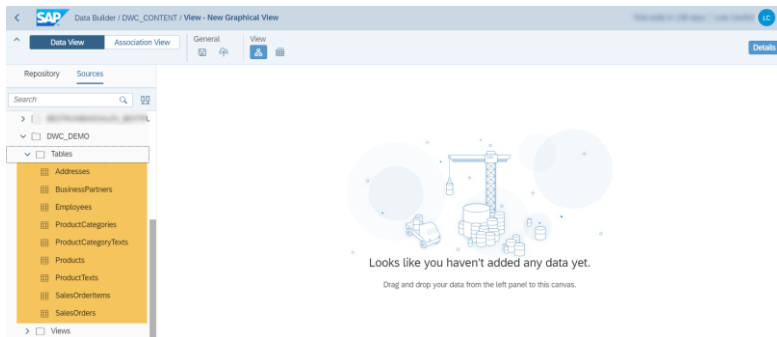 SAP Data Builder / DWC_CONTENT / View - New Graphical View LC
Data View Association View General View Details
Repository Sources
Search
DWC_DEMO
Tables
Addresses
BusinessPartners
Employees
ProductCategories
ProductCategoryTexts
Products
ProductTexts
SalesOrderItems
SalesOrders
Views
Looks like you haven't added any data yet.
Drag and drop your data from the left panel to this canvas.